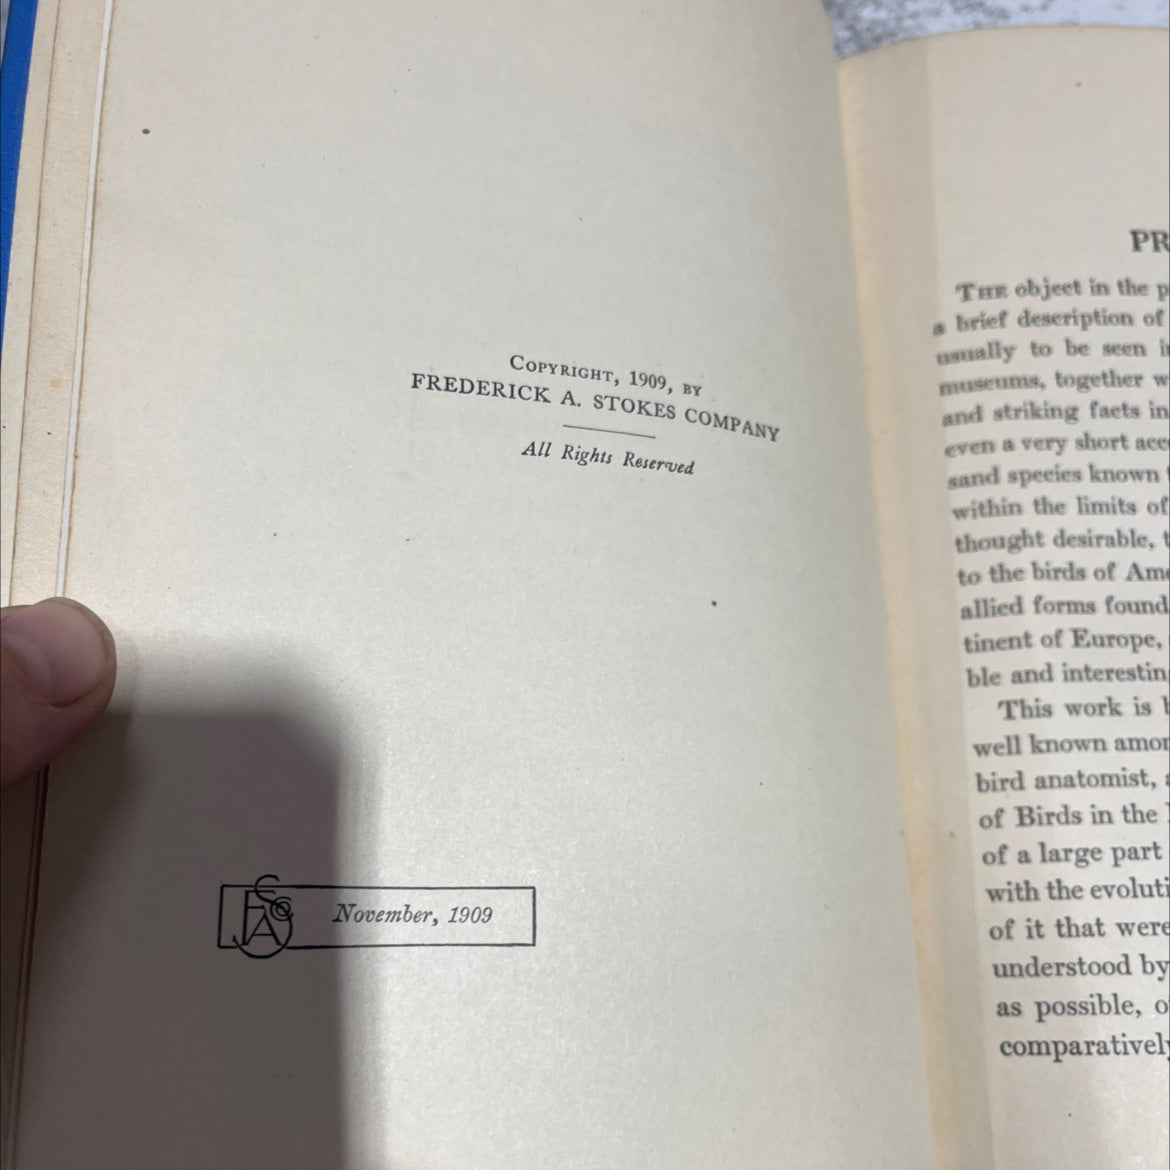 COPYRIGHT, 1909, BY
FREDERICK A. STOKES COMPANY
All Rights Reserved
November, 1909
PR
THE object in the p
a brief description of
usually to be seen i
museums, together w
and striking facts in
even a very short acc
sand species known
within the limits of
thought desirable, t
to the birds of Ame
allied forms found
tinent of Europe,
ble and interestin
This work is b
well known amon
bird anatomist, a
of Birds in the
of a large part
with the evoluti
of it that were
understood by
as possible, o
comparatively